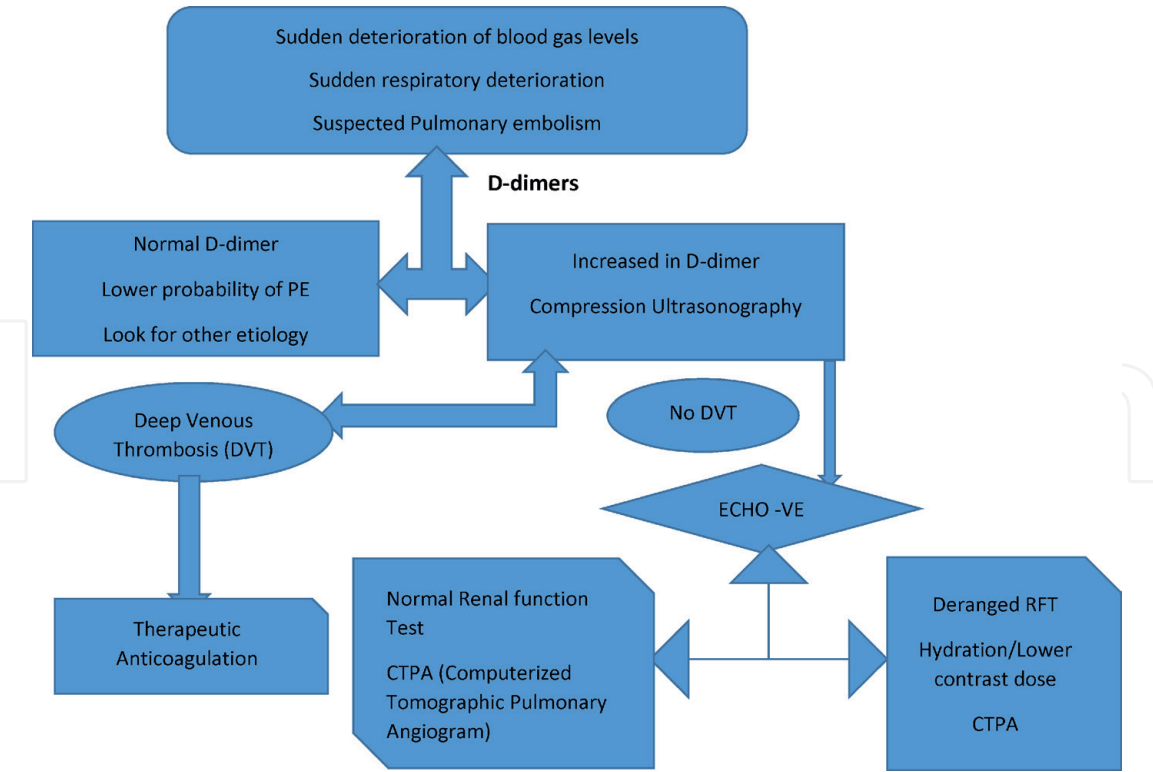 Sudden deterioration of blood gas levels
Sudden respiratory deterioration
Suspected Pulmonary embolism
D-dimers
Normal D-dimer
Lower probability of PE
Look for other etiology
Increased in D-dimer
Compression Ultrasonography
Deep Venous
Thrombosis (DVT)
No DVT
ECHO -VE
Therapeutic
Anticoagulation
Normal Renal function
Test
CTPA (Computerized
Tomographic Pulmonary
Angiogram)
Deranged RFT
Hydration/Lower
contrast dose
CTPA